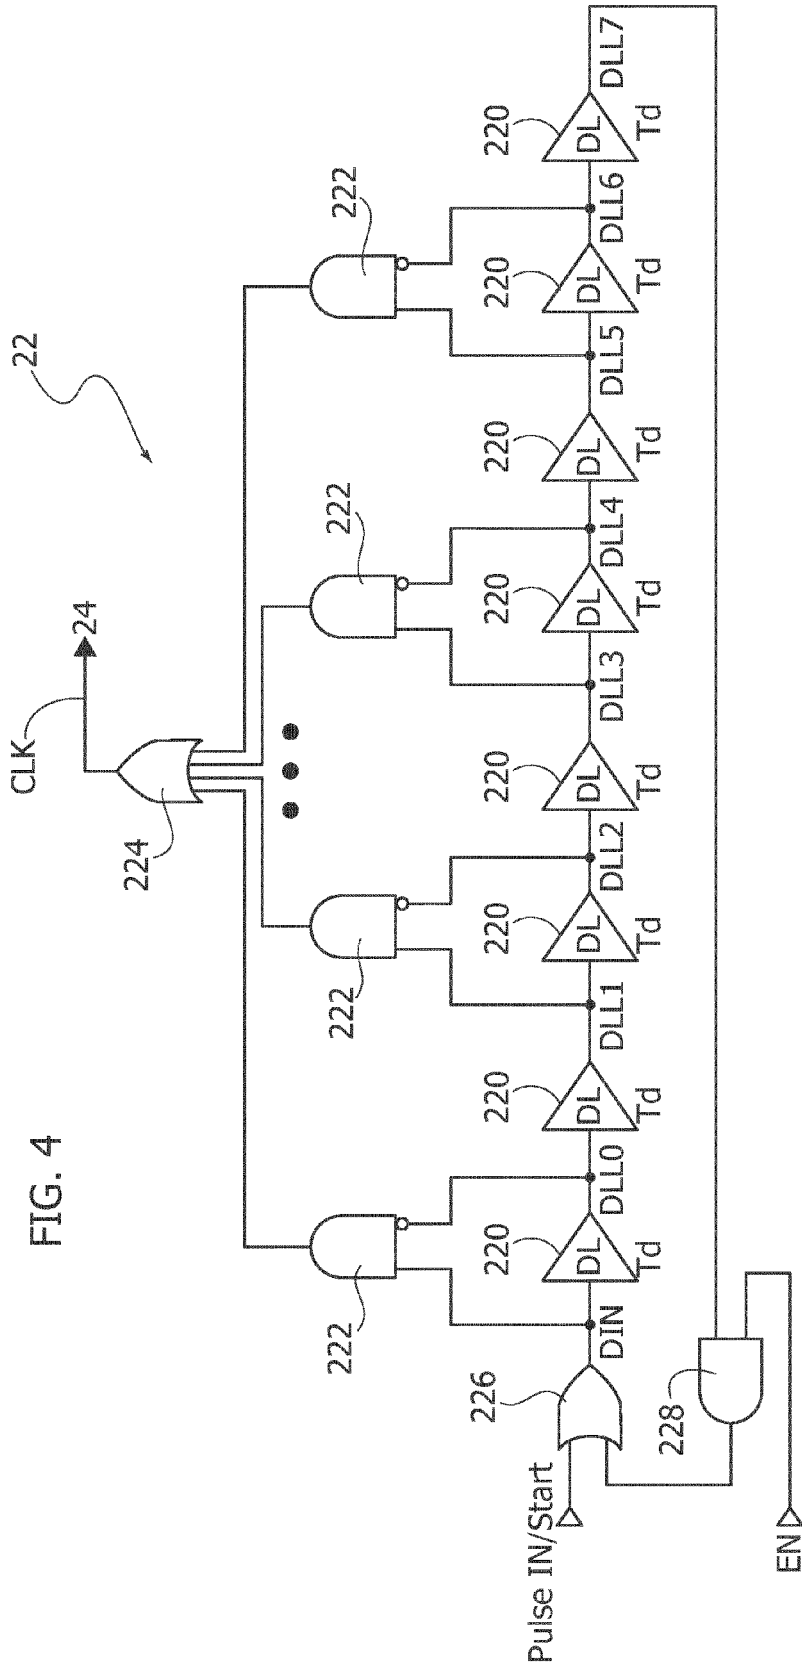 FIG. 4
22
CLK
24
224
222
222
222
222
220
220
220
220
220
220
220
220
DL
DL
DL
DL
DL
DL
DL
DL
Td
Td
Td
Td
Td
Td
Td
Td
226
DIN
DLL0
DLL1
DLL2
DLL3
DLL4
DLL5
DLL6
DLL7
Pulse IN/Start
228
EN